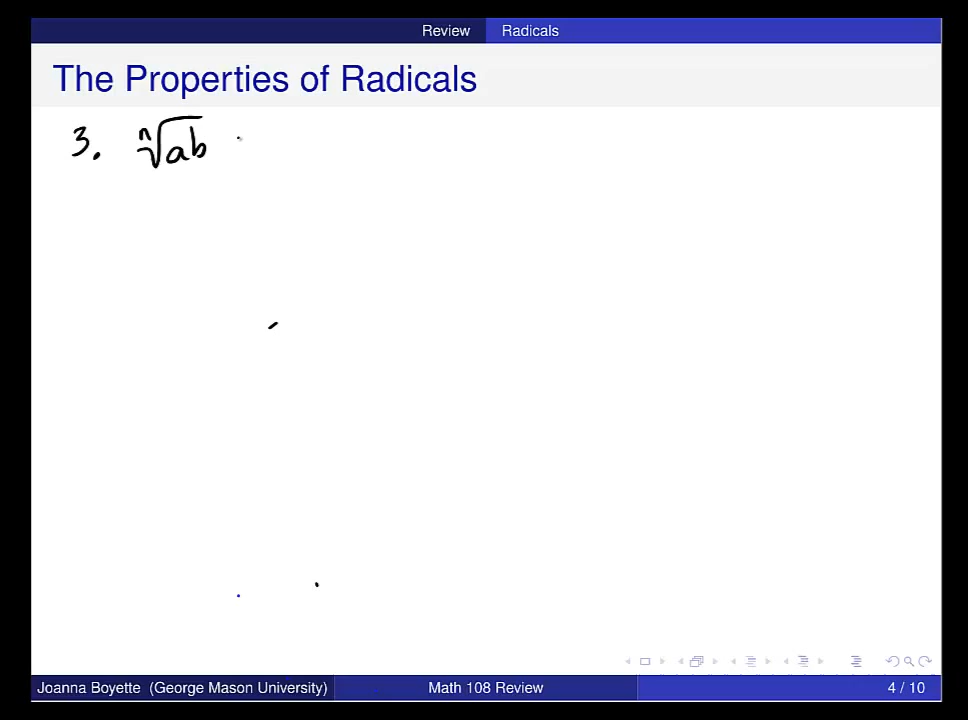 Review Radicals
The Properties of Radicals
3. ⁿ√ab
Joanna Boyette (George Mason University) Math 108 Review 4 / 10